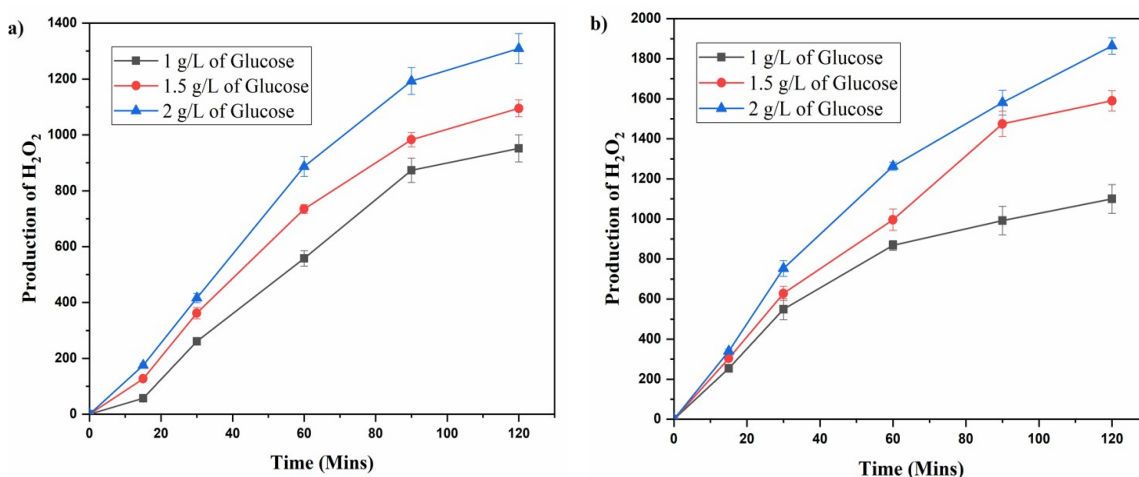 a)
1 g/L of Glucose
1.5 g/L of Glucose
2 g/L of Glucose
Production of H₂O₂
1400
1200
1000
800
600
400
200
0
0 20 40 60 80 100 120
Time (Mins)
b)
1 g/L of Glucose
1.5 g/L of Glucose
2 g/L of Glucose
Production of H₂O₂
2000
1800
1600
1400
1200
1000
800
600
400
200
0
0 20 40 60 80 100 120
Time (Mins)